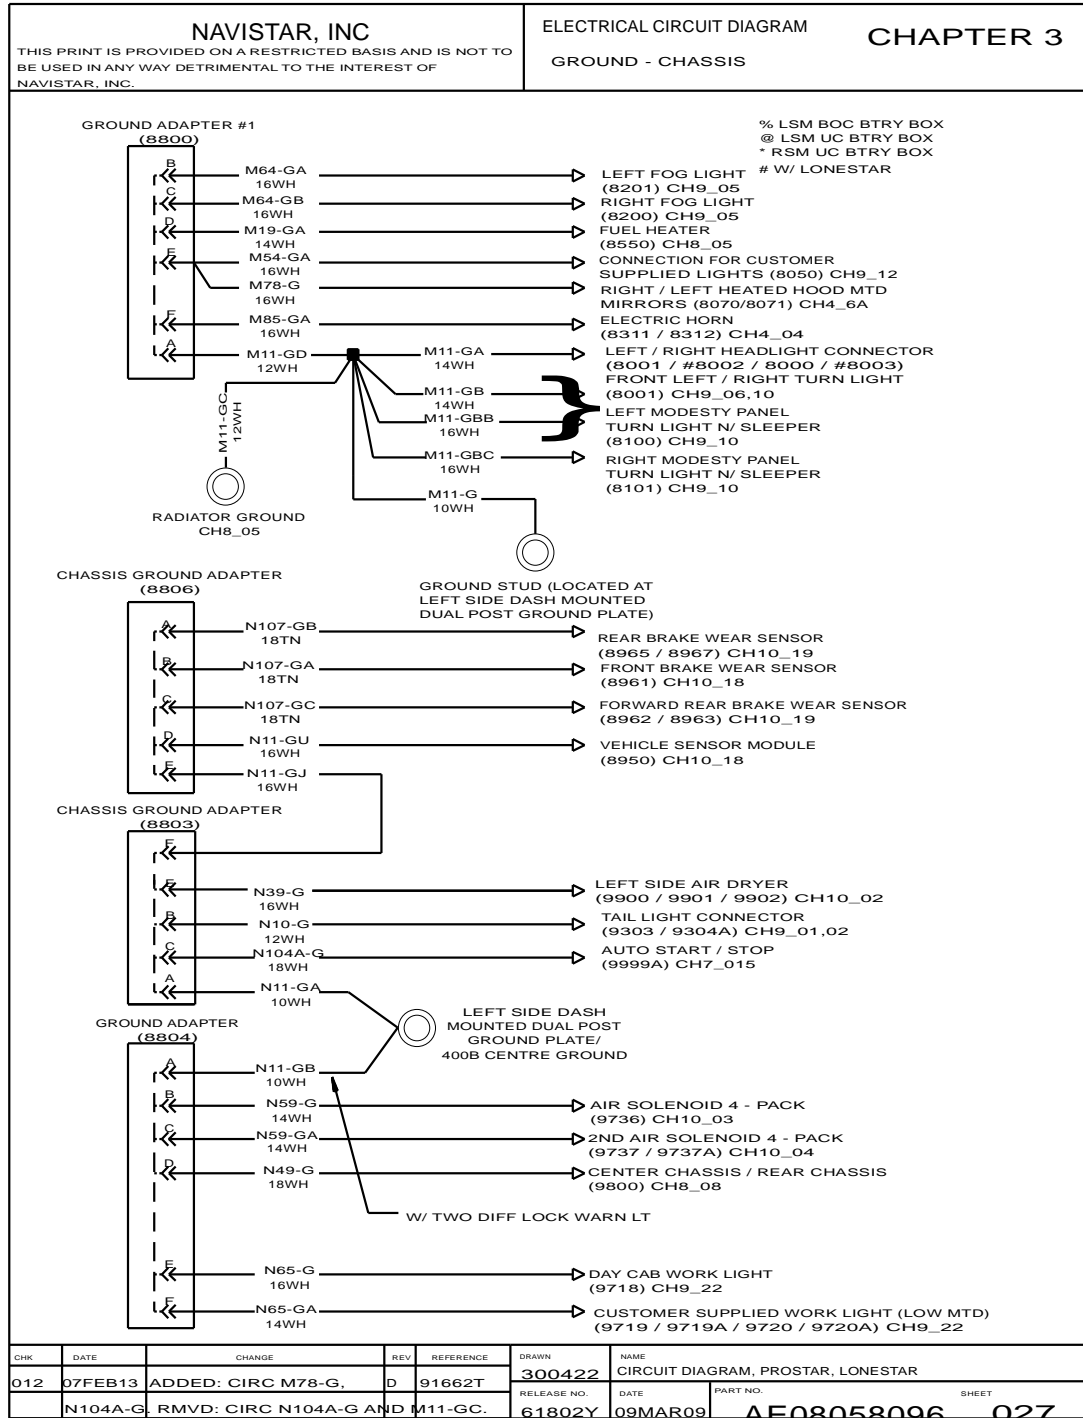 NAVISTAR, INC
THIS PRINT IS PROVIDED ON A RESTRICTED BASIS AND IS NOT TO
BE USED IN ANY WAY DETRIMENTAL TO THE INTEREST OF
NAVISTAR, INC.
ELECTRICAL CIRCUIT DIAGRAM
GROUND - CHASSIS
CHAPTER 3
% LSM BOC BTRY BOX
@ LSM UC BTRY BOX
* RSM UC BTRY BOX
# W/ LONESTAR
GROUND ADAPTER #1
(8800)
B
M64-GA
16WH
LEFT FOG LIGHT
(8201) CH9_05
C
M64-GB
16WH
RIGHT FOG LIGHT
(8200) CH9_05
D
M19-GA
14WH
FUEL HEATER
(8550) CH8_05
E
M54-GA
16WH
CONNECTION FOR CUSTOMER
SUPPLIED LIGHTS (8050) CH9_12
M78-G
16WH
RIGHT / LEFT HEATED HOOD MTD
MIRRORS (8070/8071) CH4_6A
F
M85-GA
16WH
ELECTRIC HORN
(8311 / 8312) CH4_04
A
M11-GD
12WH
M11-GA
14WH
LEFT / RIGHT HEADLIGHT CONNECTOR
(8001 / #8002 / 8000 / #8003)
M11-GB
14WH
FRONT LEFT / RIGHT TURN LIGHT
(8001) CH9_06,10
M11-GBB
16WH
LEFT MODESTY PANEL
TURN LIGHT N/ SLEEPER
(8100) CH9_10
M11-GBC
16WH
RIGHT MODESTY PANEL
TURN LIGHT N/ SLEEPER
(8101) CH9_10
M11-GC
12WH
RADIATOR GROUND
CH8_05
M11-G
10WH
GROUND STUD (LOCATED AT
LEFT SIDE DASH MOUNTED
DUAL POST GROUND PLATE)
CHASSIS GROUND ADAPTER
(8806)
A
N107-GB
18TN
REAR BRAKE WEAR SENSOR
(8965 / 8967) CH10_19
B
N107-GA
18TN
FRONT BRAKE WEAR SENSOR
(8961) CH10_18
C
N107-GC
18TN
FORWARD REAR BRAKE WEAR SENSOR
(8962 / 8963) CH10_19
D
N11-GU
16WH
VEHICLE SENSOR MODULE
(8950) CH10_18
E
N11-GJ
16WH
CHASSIS GROUND ADAPTER
(8803)
F
E
N39-G
16WH
LEFT SIDE AIR DRYER
(9900 / 9901 / 9902) CH10_02
B
N10-G
12WH
TAIL LIGHT CONNECTOR
(9303 / 9304A) CH9_01,02
C
N104A-G
18WH
AUTO START / STOP
(9999A) CH7_015
A
N11-GA
10WH
LEFT SIDE DASH
MOUNTED DUAL POST
GROUND PLATE/
400B CENTRE GROUND
GROUND ADAPTER
(8804)
A
N11-GB
10WH
B
N59-G
14WH
AIR SOLENOID 4 - PACK
(9736) CH10_03
C
N59-GA
14WH
2ND AIR SOLENOID 4 - PACK
(9737 / 9737A) CH10_04
D
N49-G
18WH
CENTER CHASSIS / REAR CHASSIS
(9800) CH8_08
W/ TWO DIFF LOCK WARN LT
E
N65-G
16WH
DAY CAB WORK LIGHT
(9718) CH9_22
F
N65-GA
14WH
CUSTOMER SUPPLIED WORK LIGHT (LOW MTD)
(9719 / 9719A / 9720 / 9720A) CH9_22
CHK DATE CHANGE REV REFERENCE
012 07FEB13 ADDED: CIRC M78-G, D 91662T
N104A-G. RMVD: CIRC N104A-G AND M11-GC.
DRAWN
300422
NAME
CIRCUIT DIAGRAM, PROSTAR, LONESTAR
RELEASE NO.
61802Y
DATE
09MAR09
PART NO.
AE08058096
SHEET
027